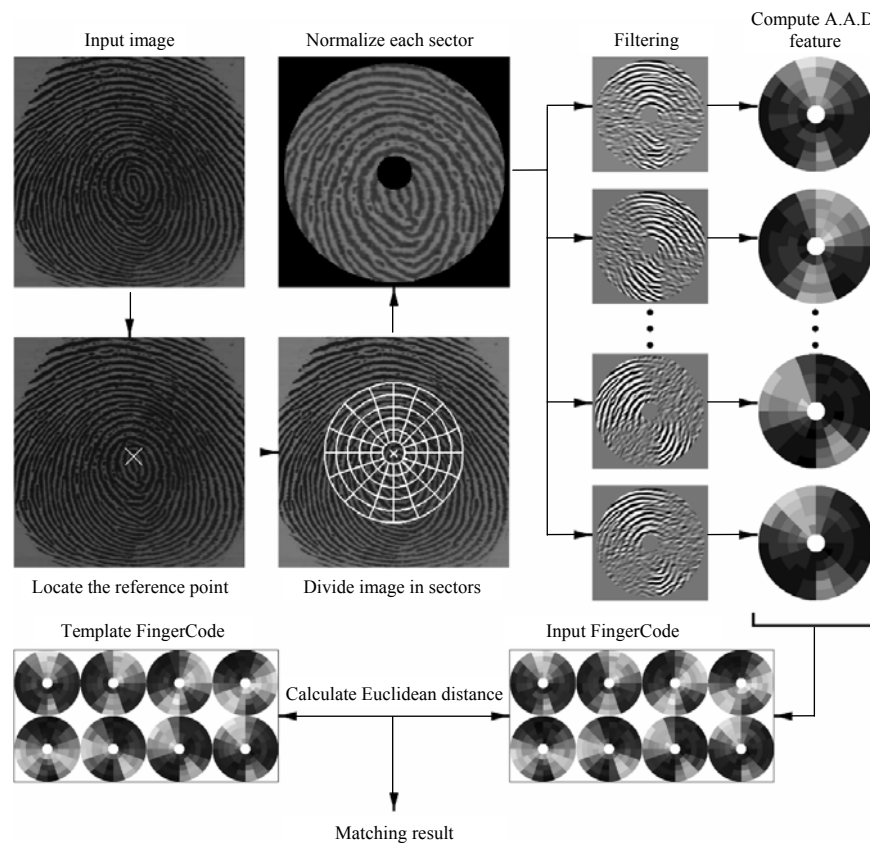 Input image
Normalize each sector
Filtering
Compute A.A.D
feature
Locate the reference point
Divide image in sectors
Template FingerCode
Input FingerCode
Calculate Euclidean distance
Matching result